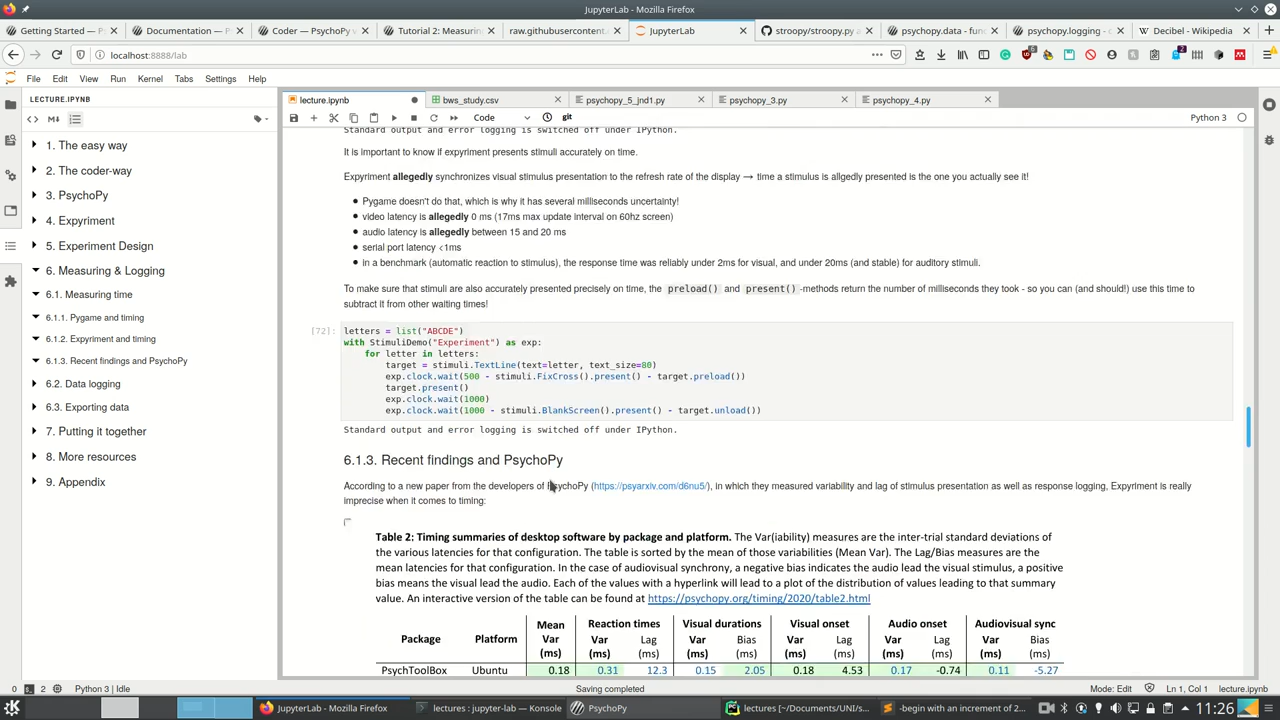 JupyterLab - Mozilla Firefox
Getting Started — P
Documentation — P
Coder — PsychoPy v
Tutorial 2: Measurin
raw.githubusercontent.
JupyterLab
stroopy/stroopy.py a
psychopy.data - func
psychopy.logging -
Decibel - Wikipedia
localhost:8888/lab
File Edit View Run Kernel Tabs Settings Help
LECTURE.IPYNB
1. The easy way
2. The coder-way
3. PsychoPy
4. Expyriment
5. Experiment Design
6. Measuring & Logging
6.1. Measuring time
6.1.1. Pygame and timing
6.1.2. Expyriment and timing
6.1.3. Recent findings and PsychoPy
6.2. Data logging
6.3. Exporting data
7. Putting it together
8. More resources
9. Appendix
lecture.ipynb
bws_study.csv
psychopy_5_jnd1.py
psychopy_3.py
psychopy_4.py
Code git Python 3
Standard output and error logging is switched off under IPython.
It is important to know if expyriment presents stimuli accurately on time.
Expyriment allegedly synchronizes visual stimulus presentation to the refresh rate of the display → time a stimulus is allgedly presented is the one you actually see it!
Pygame doesn't do that, which is why it has several milliseconds uncertainty!
video latency is allegedly 0 ms (17ms max update interval on 60hz screen)
audio latency is allegedly between 15 and 20 ms
serial port latency <1ms
in a benchmark (automatic reaction to stimulus), the response time was reliably under 2ms for visual, and under 20ms (and stable) for auditory stimuli.
To make sure that stimuli are also accurately presented precisely on time, the preload() and present()-methods return the number of milliseconds they took - so you can (and should!) use this time to
subtract it from other waiting times!
[72]: letters = list("ABCDE")
with StimuliDemo("Experiment") as exp:
for letter in letters:
target = stimuli.TextLine(text=letter, text_size=80)
exp.clock.wait(500 - stimuli.FixCross().present() - target.preload())
target.present()
exp.clock.wait(1000)
exp.clock.wait(1000 - stimuli.BlankScreen().present() - target.unload())
Standard output and error logging is switched off under IPython.
6.1.3. Recent findings and PsychoPy
According to a new paper from the developers of PsychoPy (https://psyarxiv.com/d6nu5/), in which they measured variability and lag of stimulus presentation as well as response logging, Expyriment is really
imprecise when it comes to timing:
Table 2: Timing summaries of desktop software by package and platform. The Var(iability) measures are the inter-trial standard deviations of
the various latencies for that configuration. The table is sorted by the mean of those variabilities (Mean Var). The Lag/Bias measures are the
mean latencies for that configuration. In the case of audiovisual synchrony, a negative bias indicates the audio lead the visual stimulus, a positive
bias means the visual lead the audio. Each of the values with a hyperlink will lead to a plot of the distribution of values leading to that summary
value. An interactive version of the table can be found at https://psychopy.org/timing/2020/table2.html
Mean Reaction times Visual durations Visual onset Audio onset Audiovisual sync
Package Platform Var Var Lag Var Bias Var Lag Var Lag Var Bias
(ms) (ms) (ms) (ms) (ms) (ms) (ms) (ms) (ms) (ms) (ms)
PsychToolBox Ubuntu 0.18 0.31 12.3 0.15 2.05 0.18 4.53 0.17 -0.74 0.11 -5.27
0 2 Python 3 | Idle Saving completed Mode: Edit Ln 1, Col 1 lecture.ipynb
JupyterLab - Mozilla Firefox
lectures : jupyter-lab — Konsole
PsychoPy
lectures [~/Documents/UNI/s...
-begin with an increment of 2...
11:26